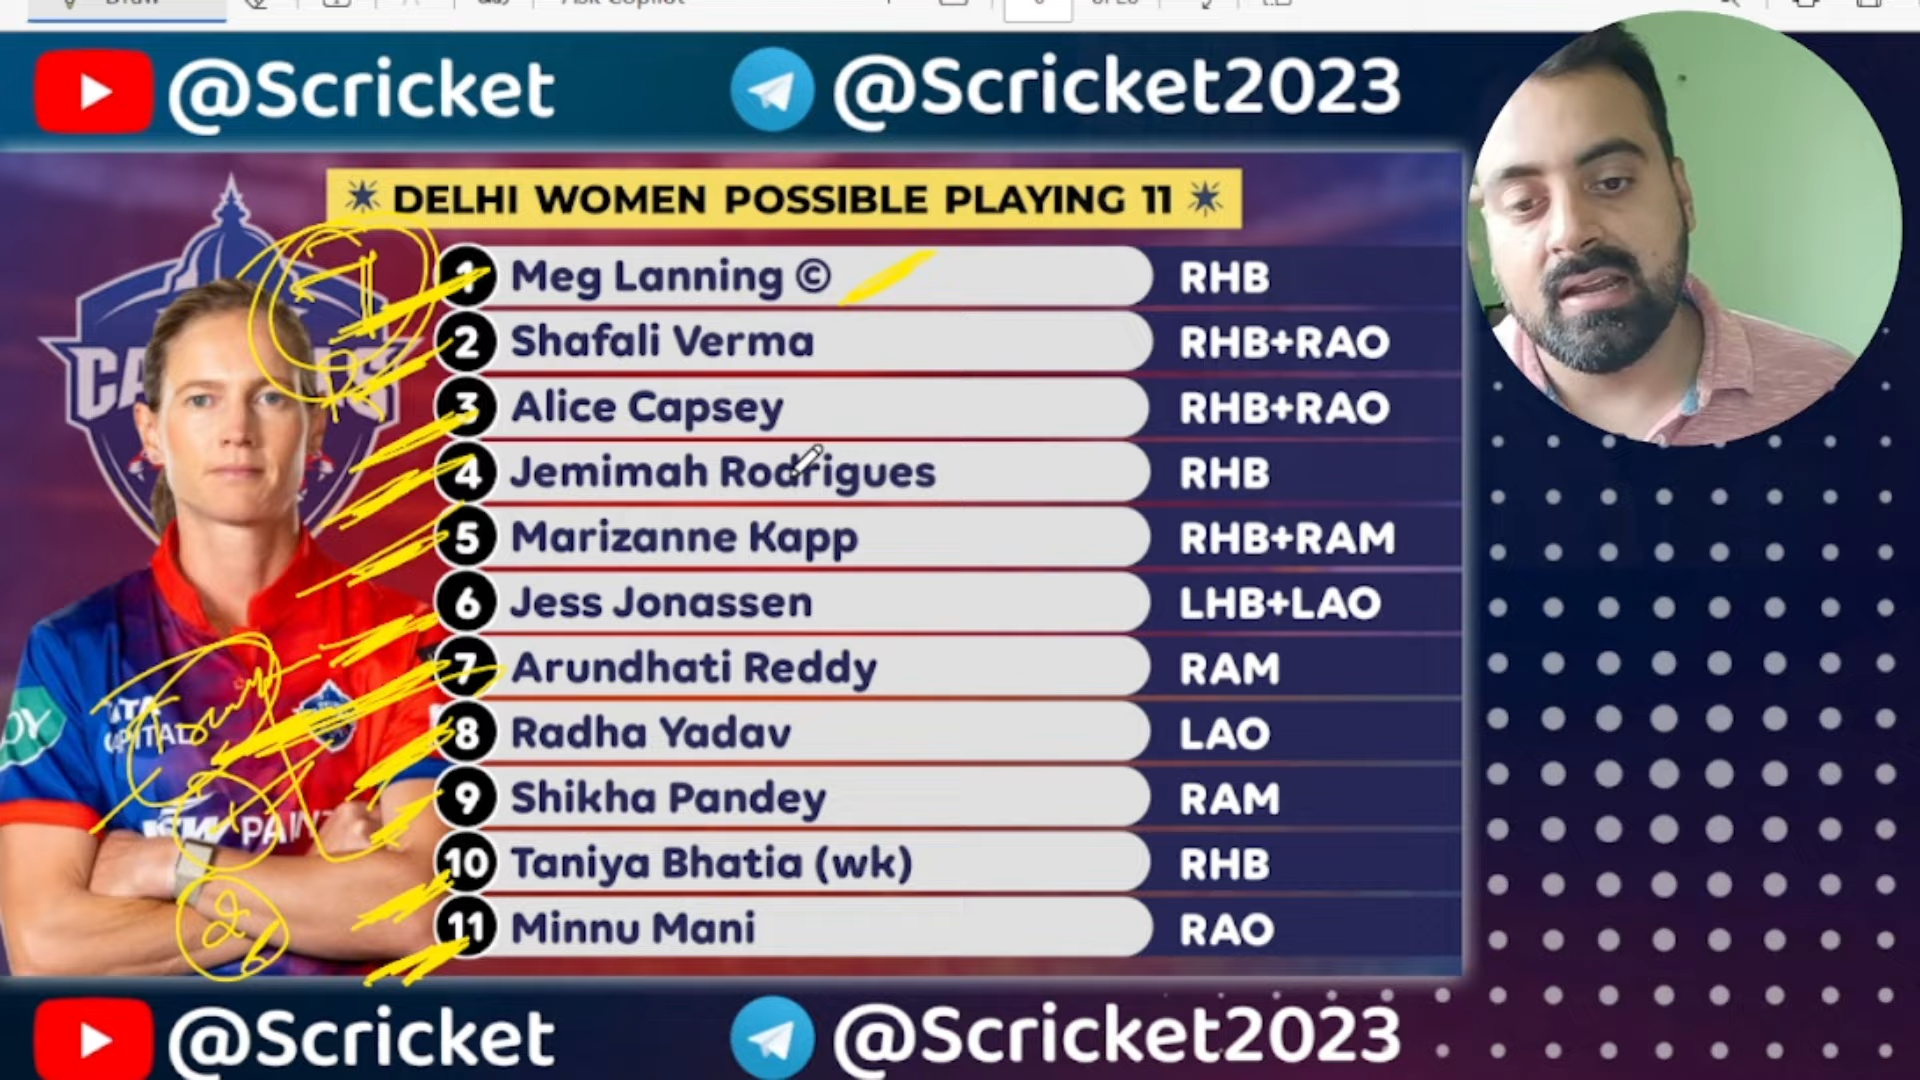 Draw
Ask Copilot
@Scricket
@Scricket2023
DELHI WOMEN POSSIBLE PLAYING 11
1 Meg Lanning © RHB
2 Shafali Verma RHB+RAO
3 Alice Capsey RHB+RAO
4 Jemimah Rodrigues RHB
5 Marizanne Kapp RHB+RAM
6 Jess Jonassen LHB+LAO
7 Arundhati Reddy RAM
8 Radha Yadav LAO
9 Shikha Pandey RAM
10 Taniya Bhatia (wk) RHB
11 Minnu Mani RAO
@Scricket
@Scricket2023